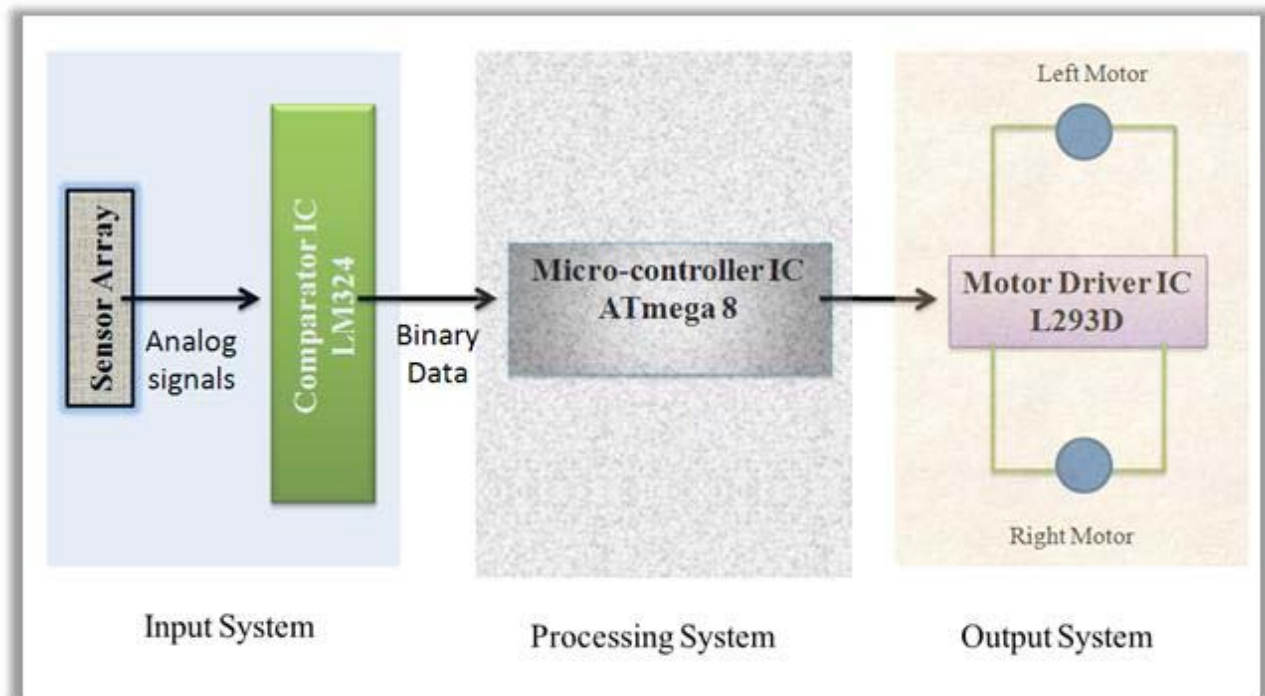 Sensor Array
Analog
signals
Comparator IC
LM324
Binary
Data
Micro-controller IC
ATmega 8
Left Motor
Motor Driver IC
L293D
Right Motor
Input System
Processing System
Output System